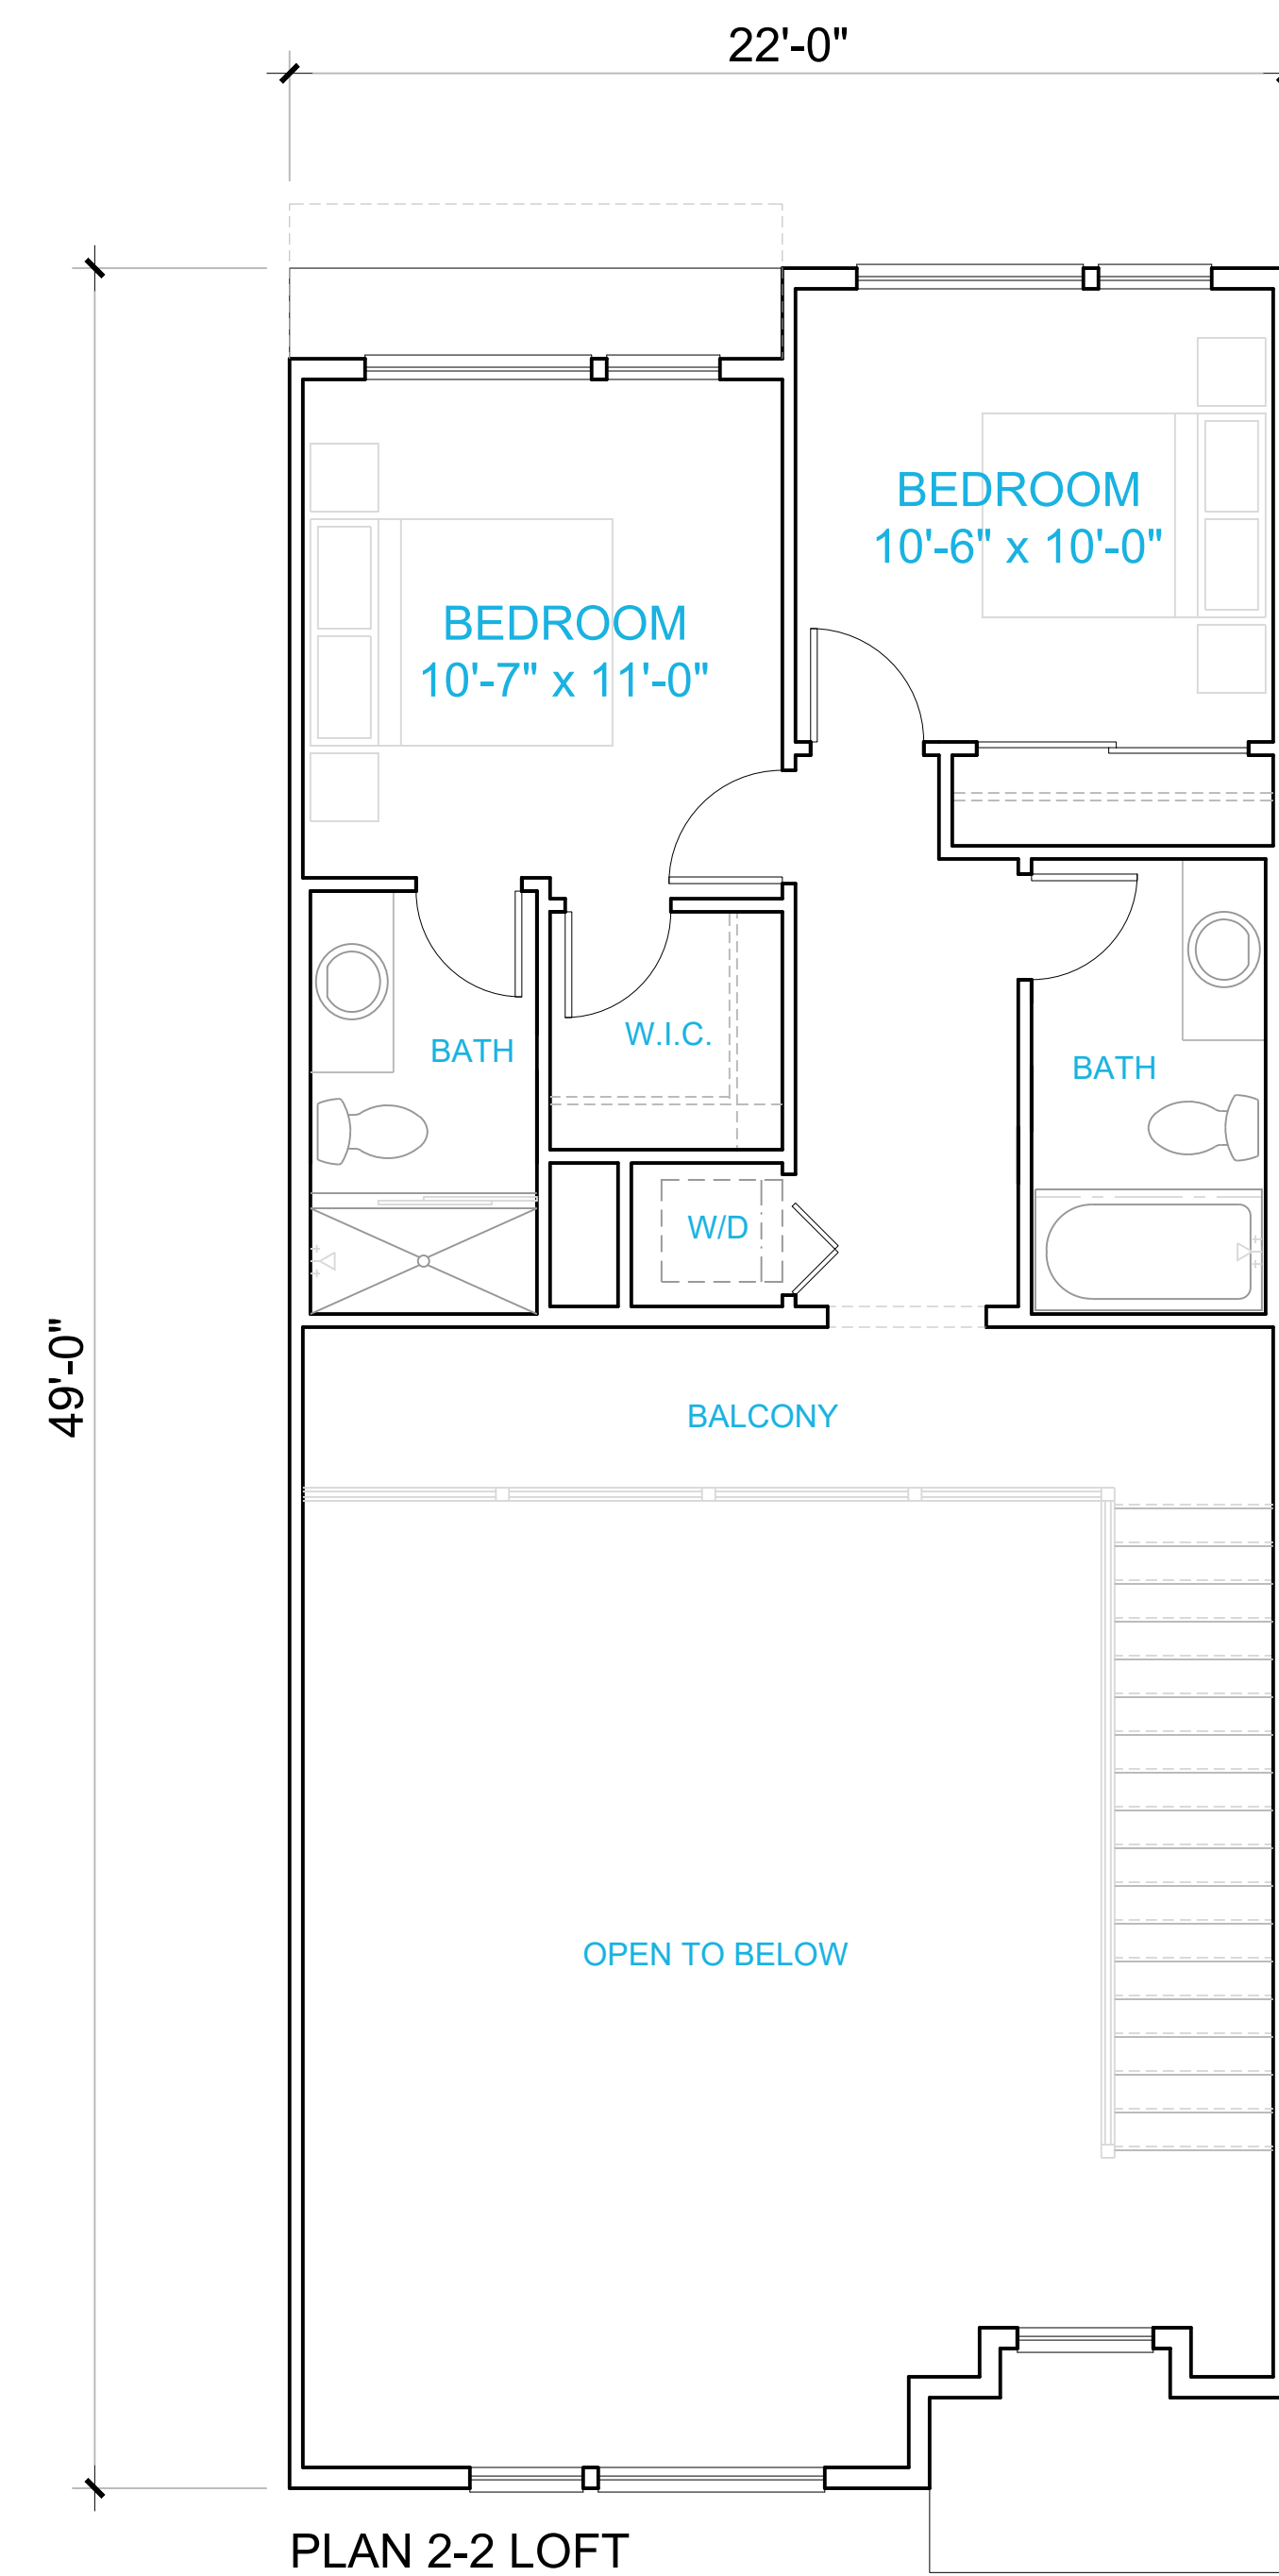 22'-0"
BEDROOM
10'-6" x 10'-0"
BEDROOM
10'-7" x 11'-0"
W.I.C.
BATH
BATH
W/D
49'-0"
BALCONY
OPEN TO BELOW
PLAN 2-2 LOFT